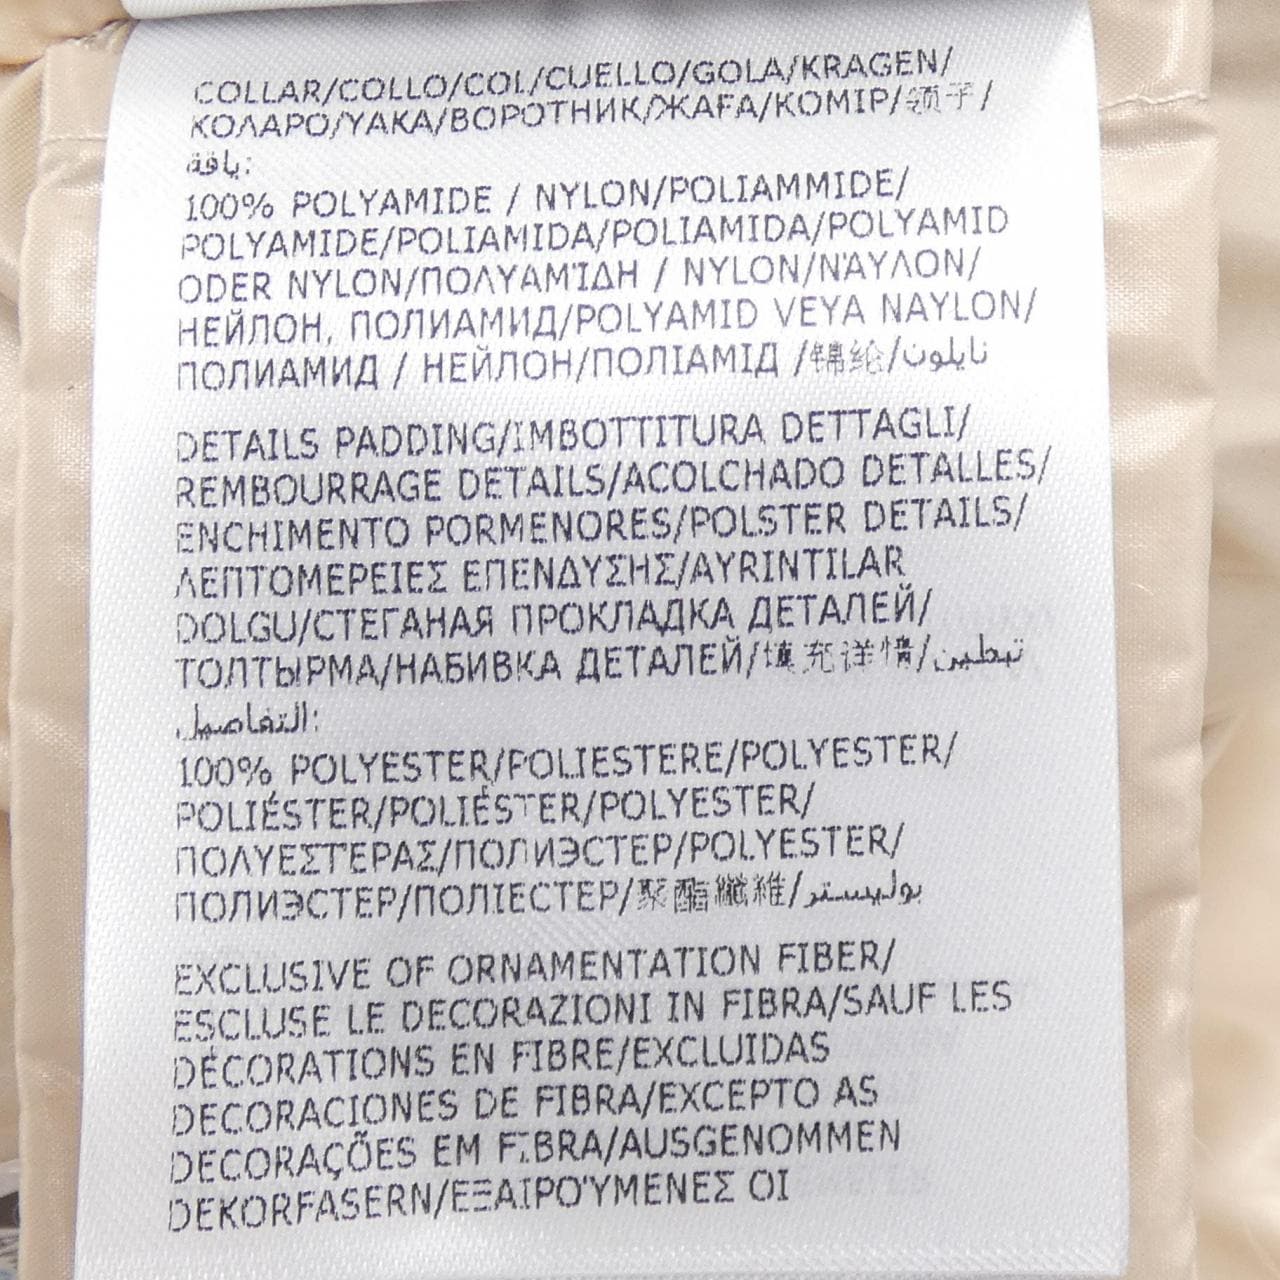 COLLAR/COLLO/COL/CUELLO/GOLA/KRAGEN/
ΚΟΛΑΡΟ/YAKA/ВОРОТНИК/ЖАҒА/КОМІР/领子/
ياقة:
100% POLYAMIDE / NYLON/POLIAMMIDE/
POLYAMIDE/POLIAMIDA/POLIAMIDA/POLYAMID
ODER NYLON/ΠΟΛΥΑΜΊΔΗ / NYLON/ΝΆΥΛΟΝ/
НЕЙЛОН, ПОЛИАМИД/POLYAMID VEYA NAYLON/
ПОЛИАМИД / НЕЙЛОН/ПОЛІАМІД /锦纶/نايلون
DETAILS PADDING/IMBOTTITURA DETTAGLI/
REMBOURRAGE DETAILS/ACOLCHADO DETALLES/
ENCHIMENTO PORMENORES/POLSTER DETAILS/
ΛΕΠΤΟΜΕΡΕΙΕΣ ΕΠΕΝΔΥΣΗΣ/AYRINTILAR
DOLGU/СТЕГАНАЯ ПРОКЛАДКА ДЕТАЛЕЙ/
ТОЛТЫРМА/НАБИВКА ДЕТАЛЕЙ/填充详情/تبطين
التفاصيل:
100% POLYESTER/POLIESTERE/POLYESTER/
POLIÉSTER/POLIÉSTER/POLYESTER/
ΠΟΛΥΕΣΤΕΡΑΣ/ПОЛИЭСТЕР/POLYESTER/
ПОЛИЭСТЕР/ПОЛІЕСТЕР/聚酯纖維/بوليستر
EXCLUSIVE OF ORNAMENTATION FIBER/
ESCLUSE LE DECORAZIONI IN FIBRA/SAUF LES
DÉCORATIONS EN FIBRE/EXCLUIDAS
DECORACIONES DE FIBRA/EXCEPTO AS
DECORAÇÕES EM FIBRA/AUSGENOMMEN
DEKORFASERN/ΕΞΑΙΡΟΎΜΕΝΕΣ ΟΙ